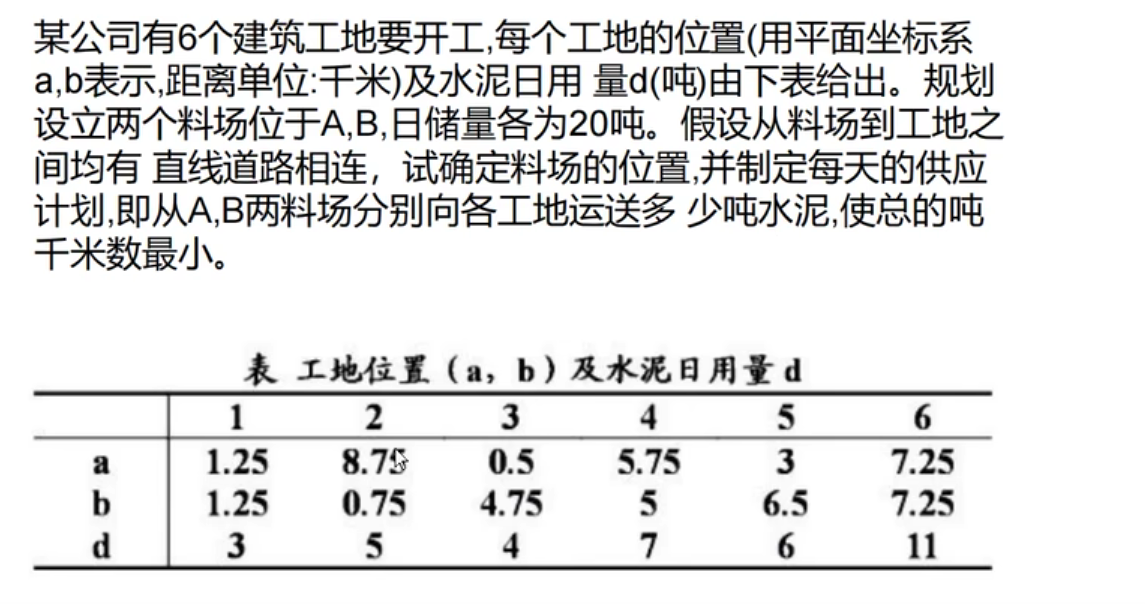 某公司有6个建筑工地要开工,每个工地的位置(用平面坐标系
a,b表示,距离单位:千米)及水泥日用 量d(吨)由下表给出。规划
设立两个料场位于A,B,日储量各为20吨。假设从料场到工地之
间均有 直线道路相连，试确定料场的位置,并制定每天的供应
计划,即从A,B两料场分别向各工地运送多 少吨水泥,使总的吨
千米数最小。
表 工地位置（a，b）及水泥日用量 d
1 2 3 4 5 6
a 1.25 8.75 0.5 5.75 3 7.25
b 1.25 0.75 4.75 5 6.5 7.25
d 3 5 4 7 6 11